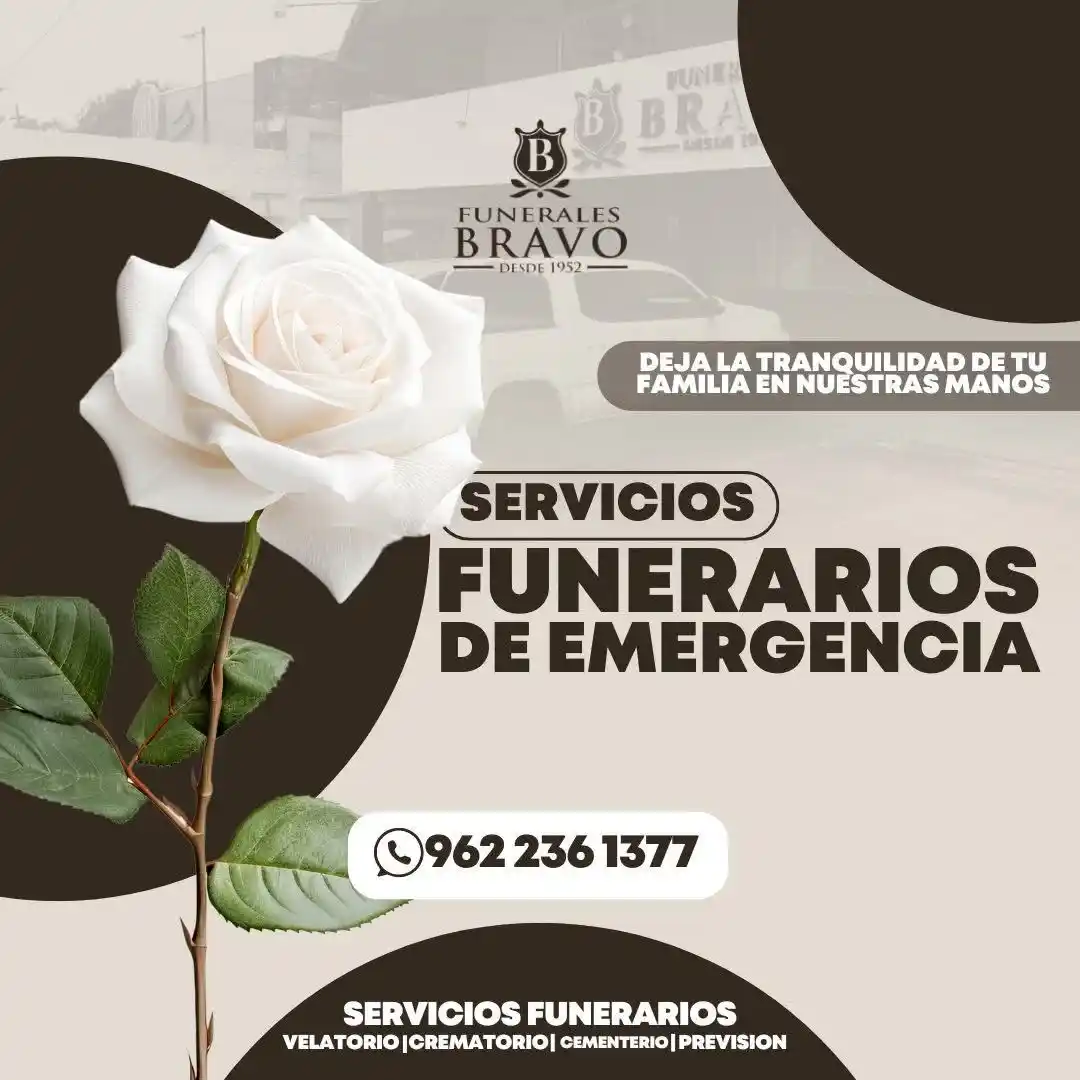 B
FUNERALES
BRAVO
DESDE 1952
B
BRA
DEJA LA TRANQUILIDAD DE TU
FAMILIA EN NUESTRAS MANOS
SERVICIOS
FUNERARIOS
DE EMERGENCIA
962 236 1377
SERVICIOS FUNERARIOS
VELATORIO|CREMATORIO| CEMENTERIO| PREVISION